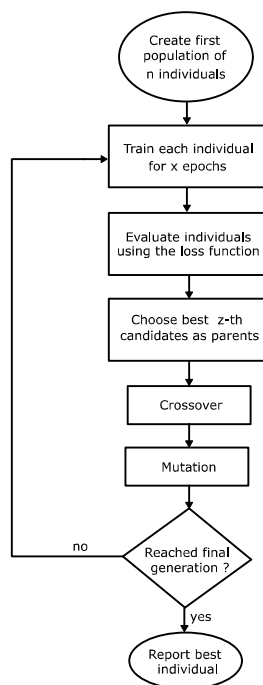 Create first
population of
n individuals
Train each individual
for x epochs
Evaluate individuals
using the loss function
Choose best z-th
candidates as parents
Crossover
Mutation
Reached final
generation ?
no
yes
Report best
individual